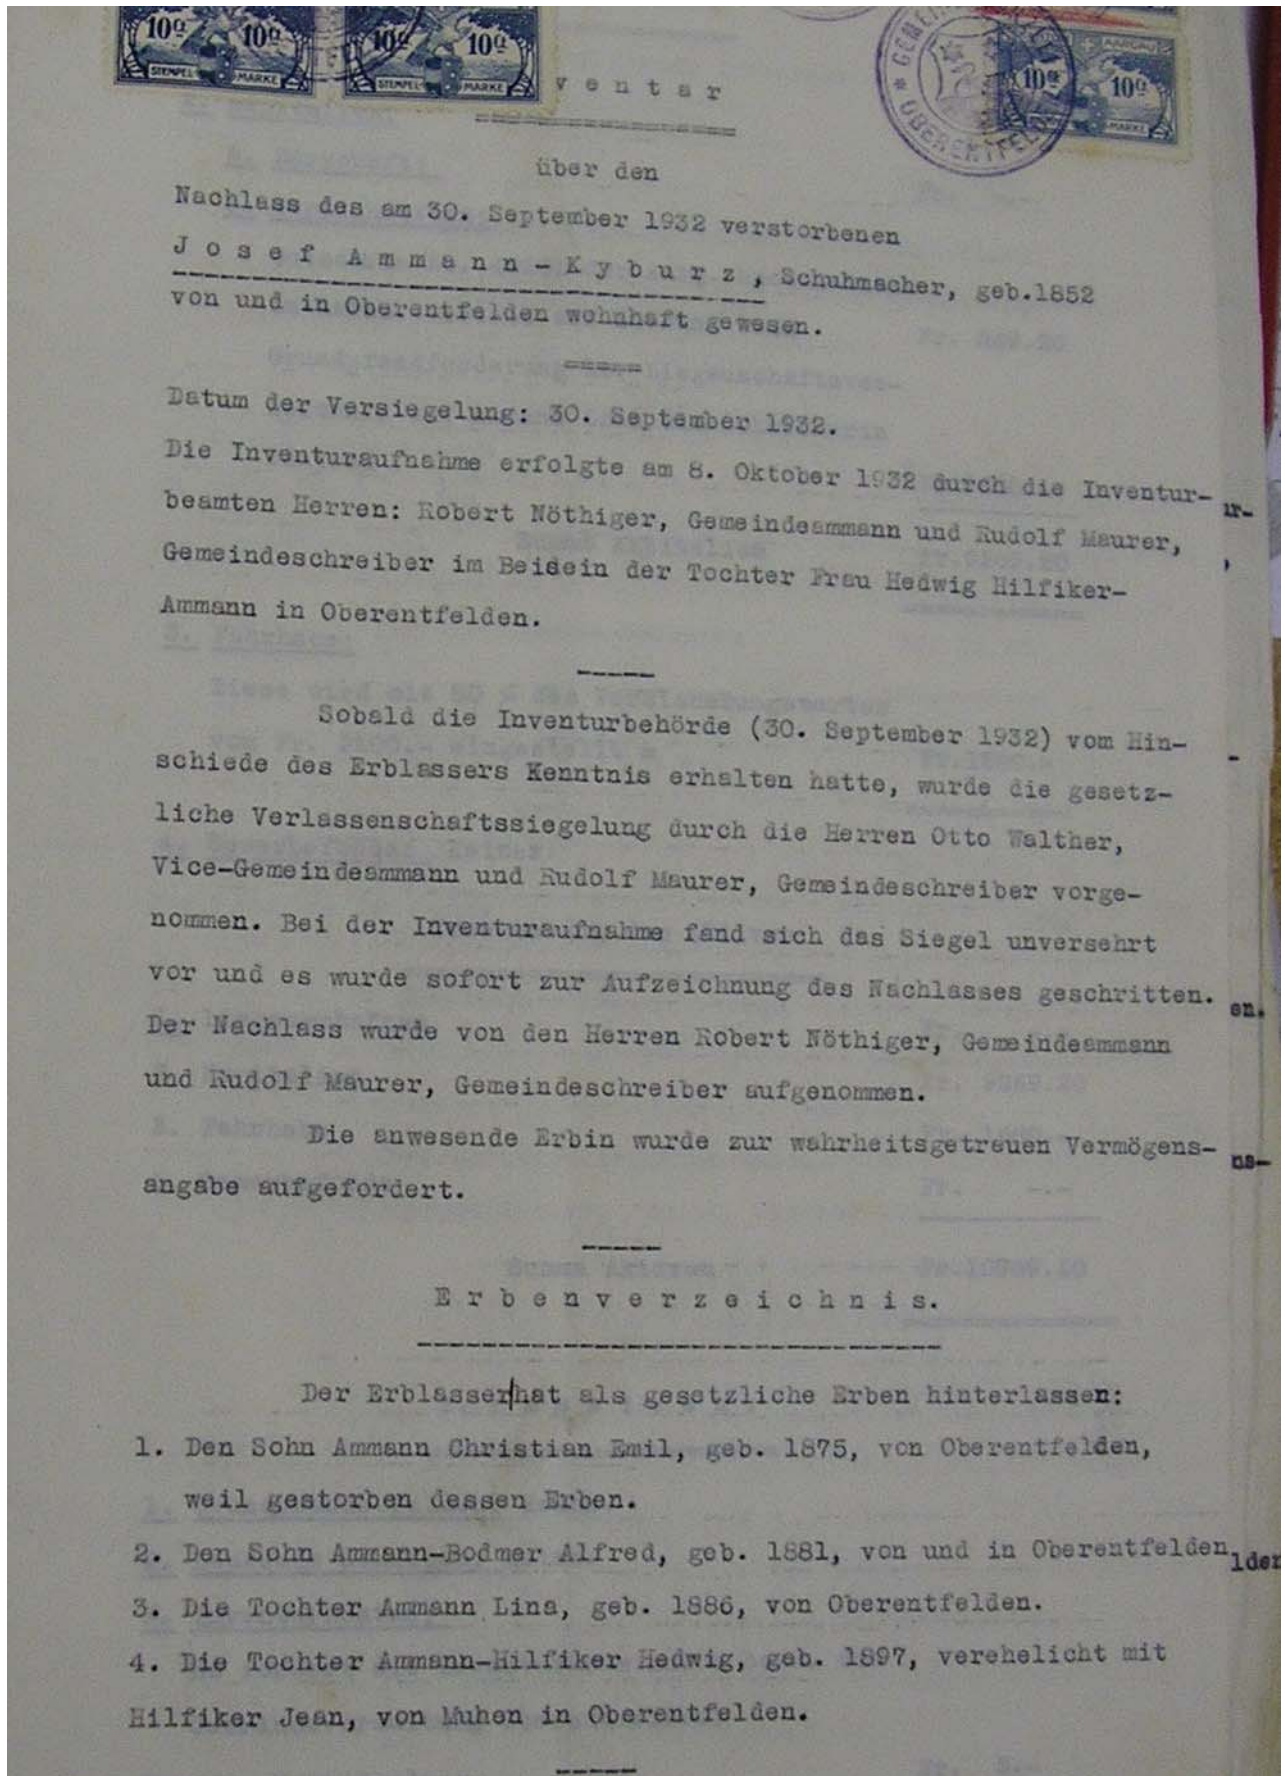 10 10 10 10
STEMPEL MARKE STEMPEL MARKE
AARGAU
10 10
MARKE
OBERENTFELD
ventar
über den
Nachlass des am 30. September 1932 verstorbenen
Josef Ammann-Kyburz, Schuhmacher, geb.1852
von und in Oberentfelden wohnhaft gewesen.
Datum der Versiegelung: 30. September 1932.
Die Inventuraufnahme erfolgte am 8. Oktober 1932 durch die Inventur-
beamten Herren: Robert Nöthiger, Gemeindeammann und Rudolf Maurer,
Gemeindeschreiber im Beisein der Tochter Frau Hedwig Hilfiker-
Ammann in Oberentfelden.
Sobald die Inventurbehörde (30. September 1932) vom Hin-
schiede des Erblassers Kenntnis erhalten hatte, wurde die gesetz-
liche Verlassenschaftssiegelung durch die Herren Otto Walther,
Vice-Gemeindeammann und Rudolf Maurer, Gemeindeschreiber vorge-
nommen. Bei der Inventuraufnahme fand sich das Siegel unversehrt
vor und es wurde sofort zur Aufzeichnung des Nachlasses geschritten.
Der Nachlass wurde von den Herren Robert Nöthiger, Gemeindeammann
und Rudolf Maurer, Gemeindeschreiber aufgenommen.
Die anwesende Erbin wurde zur wahrheitsgetreuen Vermögens-
angabe aufgefordert.
Erbenverzeichnis.
Der Erblasser|hat als gesetzliche Erben hinterlassen:
1. Den Sohn Ammann Christian Emil, geb. 1875, von Oberentfelden,
weil gestorben dessen Erben.
2. Den Sohn Ammann-Bodmer Alfred, geb. 1881, von und in Oberentfelden
3. Die Tochter Ammann Lina, geb. 1886, von Oberentfelden.
4. Die Tochter Ammann-Hilfiker Hedwig, geb. 1897, verehelicht mit
Hilfiker Jean, von Muhen in Oberentfelden.